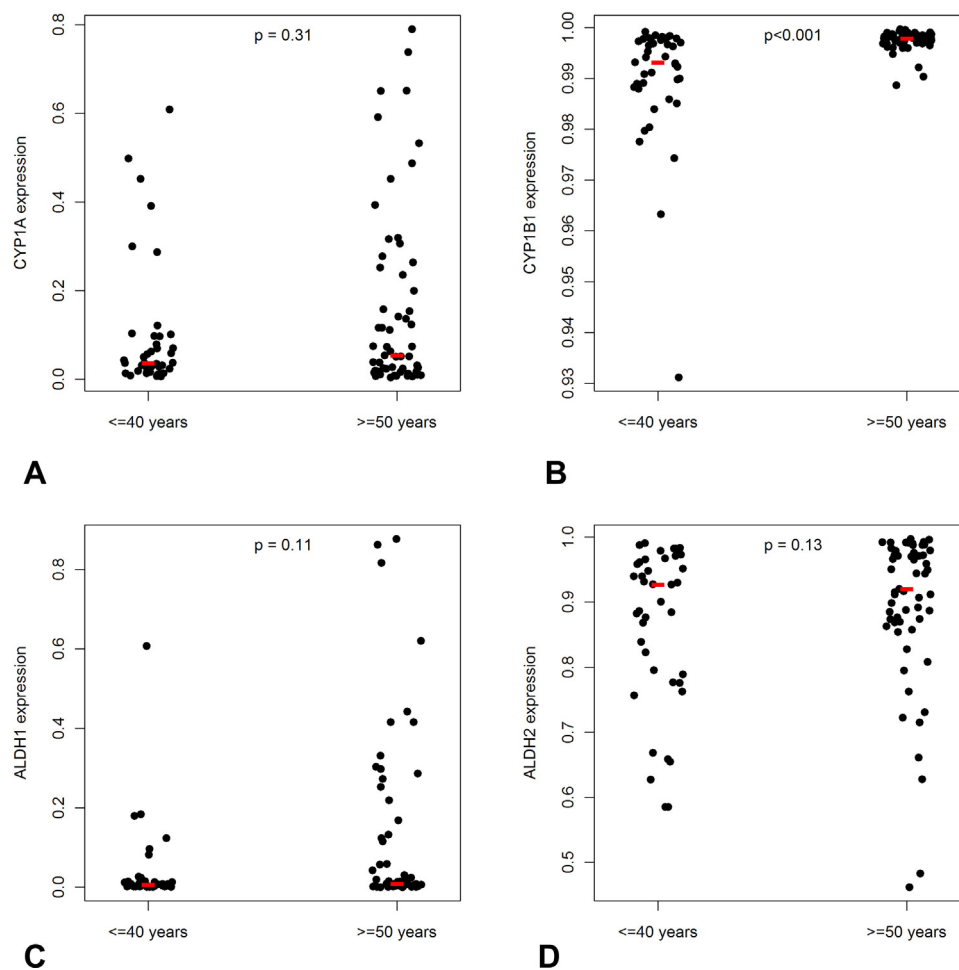 p = 0.31
CYP1A expression
0.8
0.6
0.4
0.2
0.0
<=40 years
>=50 years
A
p<0.001
CYP1B1 expression
1.00
0.99
0.98
0.96
0.95
0.94
0.93
<=40 years
>=50 years
B
p = 0.11
ALDH1 expression
0.8
0.6
0.4
0.2
0.0
<=40 years
>=50 years
C
p = 0.13
ALDH2 expression
1.0
0.9
0.8
0.7
0.6
0.5
<=40 years
>=50 years
D